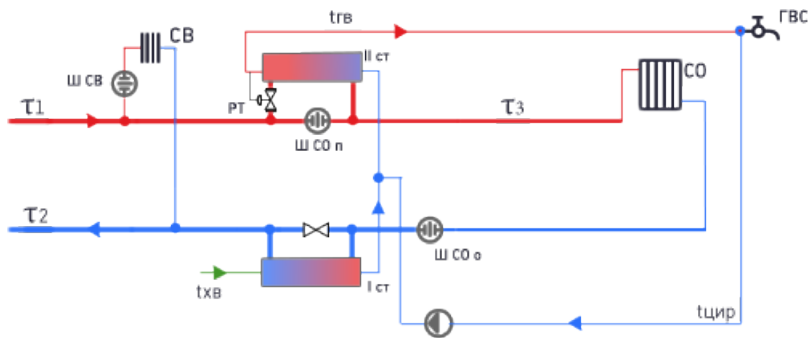 tгв
ГВС
СВ
II ст
СО
Ш СВ
РТ
τ1
τ3
Ш СО п
τ2
Ш СО о
tхв
I ст
tцир